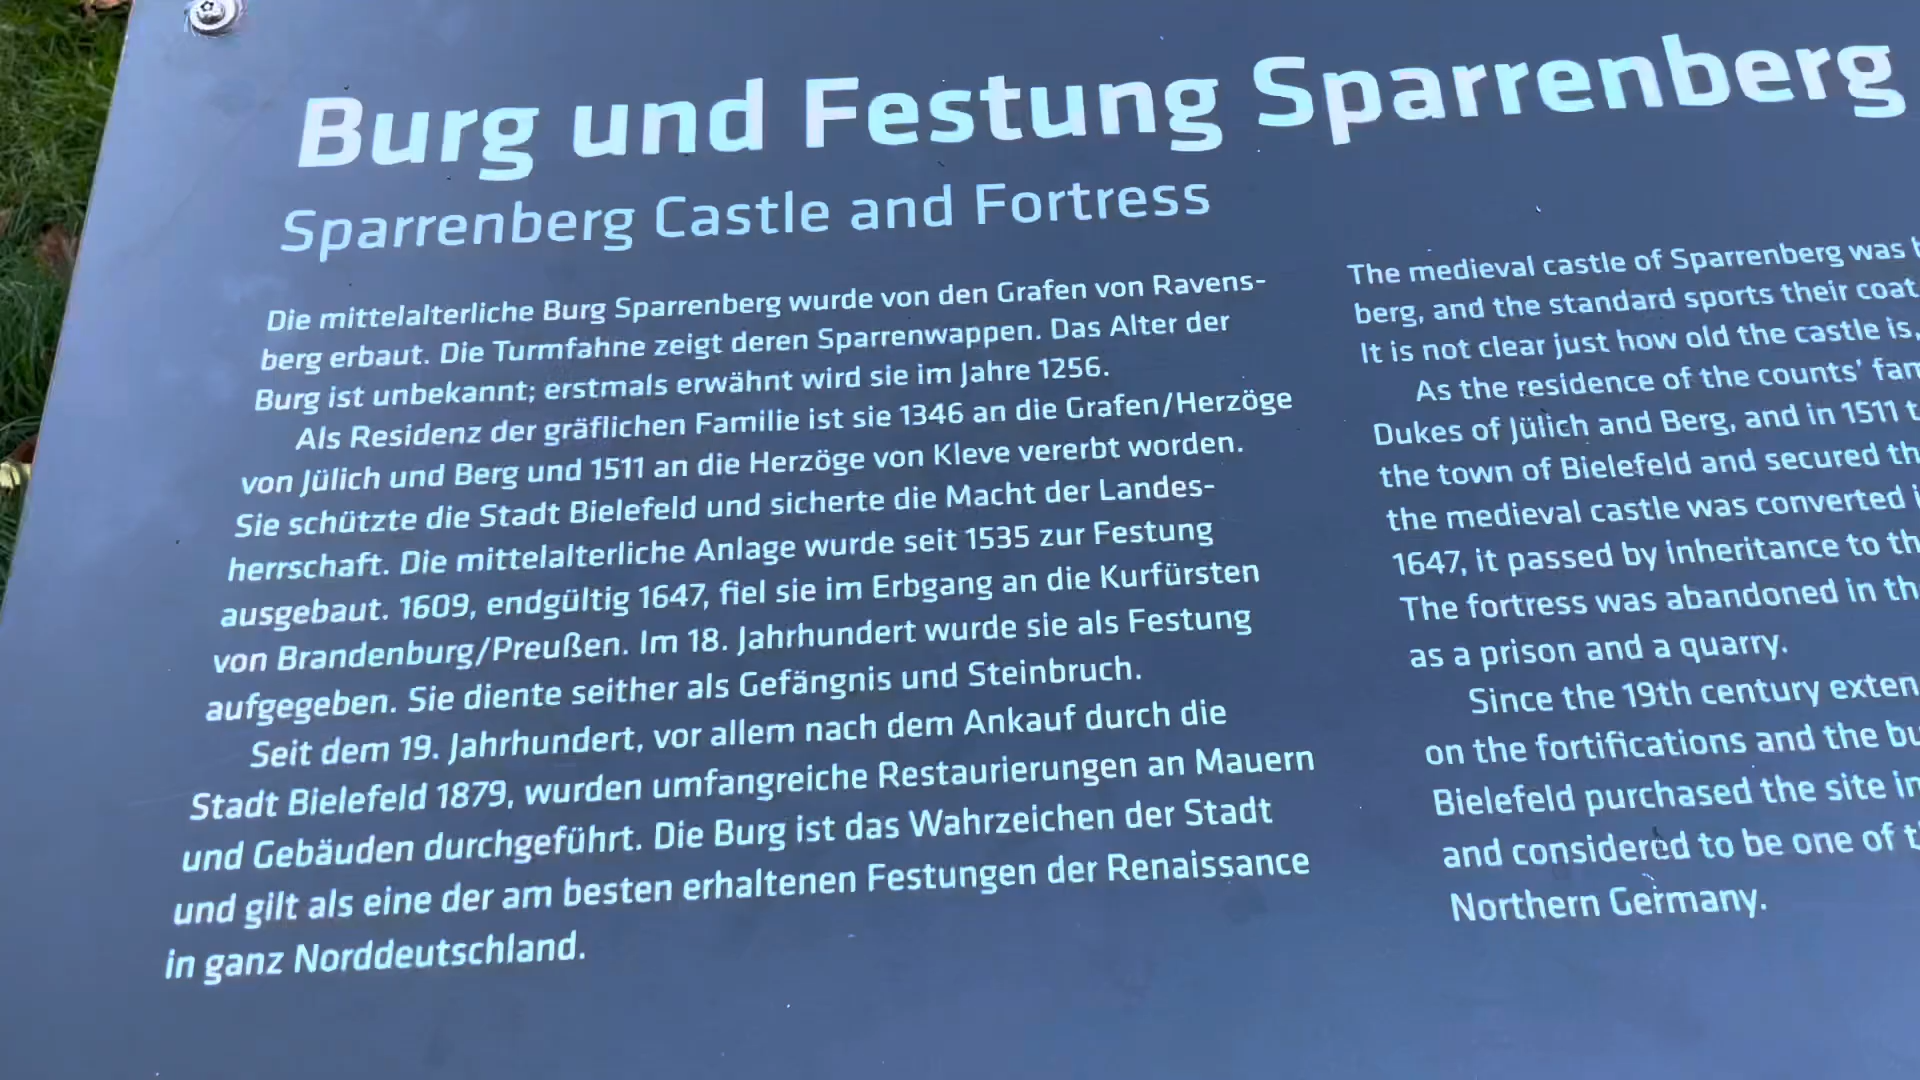 Burg und Festung Sparrenberg
Sparrenberg Castle and Fortress
Die mittelalterliche Burg Sparrenberg wurde von den Grafen von Ravens-
berg erbaut. Die Turmfahne zeigt deren Sparrenwappen. Das Alter der
Burg ist unbekannt; erstmals erwähnt wird sie im Jahre 1256.
Als Residenz der gräflichen Familie ist sie 1346 an die Grafen/Herzöge
von Jülich und Berg und 1511 an die Herzöge von Kleve vererbt worden.
Sie schützte die Stadt Bielefeld und sicherte die Macht der Landes-
herrschaft. Die mittelalterliche Anlage wurde seit 1535 zur Festung
ausgebaut. 1609, endgültig 1647, fiel sie im Erbgang an die Kurfürsten
von Brandenburg/Preußen. Im 18. Jahrhundert wurde sie als Festung
aufgegeben. Sie diente seither als Gefängnis und Steinbruch.
Seit dem 19. Jahrhundert, vor allem nach dem Ankauf durch die
Stadt Bielefeld 1879, wurden umfangreiche Restaurierungen an Mauern
und Gebäuden durchgeführt. Die Burg ist das Wahrzeichen der Stadt
und gilt als eine der am besten erhaltenen Festungen der Renaissance
in ganz Norddeutschland.
The medieval castle of Sparrenberg was
berg, and the standard sports their coat
It is not clear just how old the castle is,
As the residence of the counts'
Dukes of Jülich and Berg, and in 1511
the town of Bielefeld and secured
the medieval castle was converted
1647, it passed by inheritance to
The fortress was abandoned in
as a prison and a quarry.
Since the 19th century
on the fortifications and the
Bielefeld purchased the site
and considered to be one of
Northern Germany.